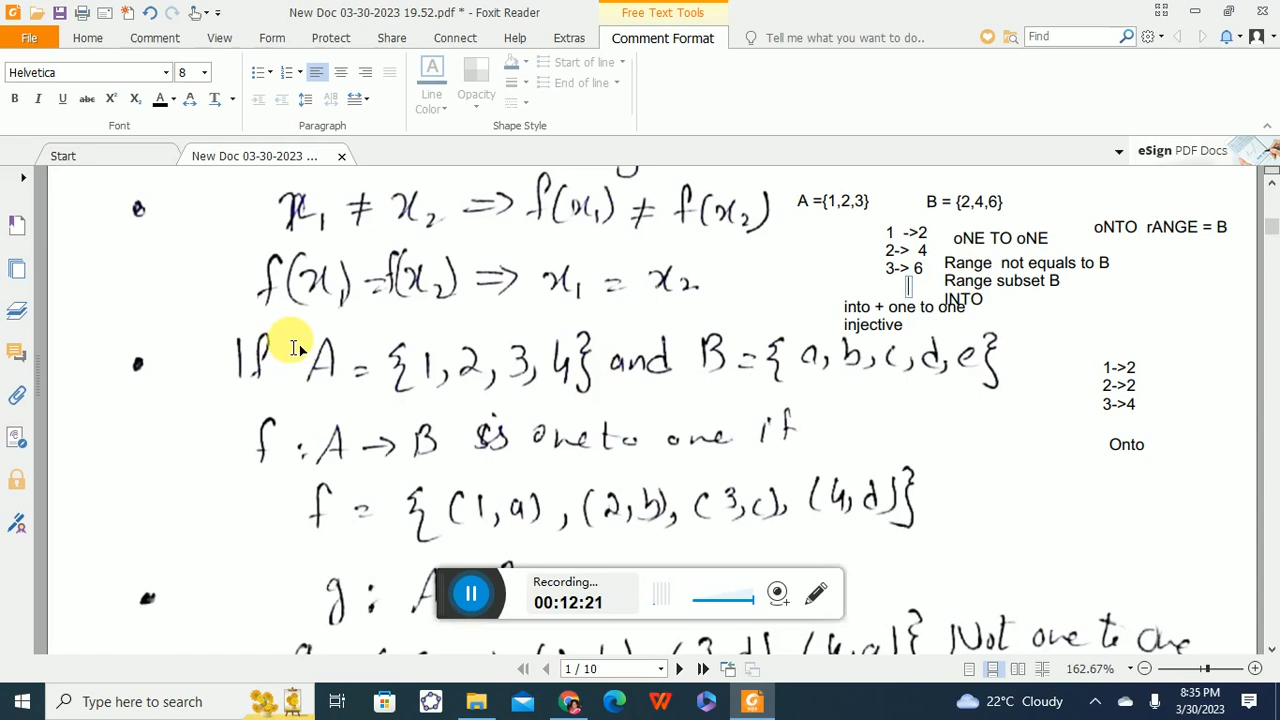 New Doc 03-30-2023 19.52.pdf * - Foxit Reader
Free Text Tools
File Home Comment View Form Protect Share Connect Help Extras Comment Format Tell me what you want to do.. Find
Helvetica 8
Start of line
End of line
Line Color
Opacity
B I U abc X² X₂ A A T
Font Paragraph Shape Style
Start
New Doc 03-30-2023 ...
eSign PDF Docs
x₁ ≠ x₂ => f(x₁) ≠ f(x₂)
A ={1,2,3} B = {2,4,6}
1 ->2
2-> 4
3-> 6
oNE TO oNE
oNTO rANGE = B
Range not equals to B
Range subset B
INTO
into + one to one
injective
f(x₁) = f(x₂) => x₁ = x₂
If A = {1,2,3,4} and B = {a,b,c,d,e}
1->2
2->2
3->4
Onto
f : A → B is one to one if
f = {(1,a), (2,b), (3,c), (4,d)}
g : A
Not one to one
Recording...
00:12:21
1 / 10
162.67%
Type here to search
22°C Cloudy
8:35 PM
3/30/2023